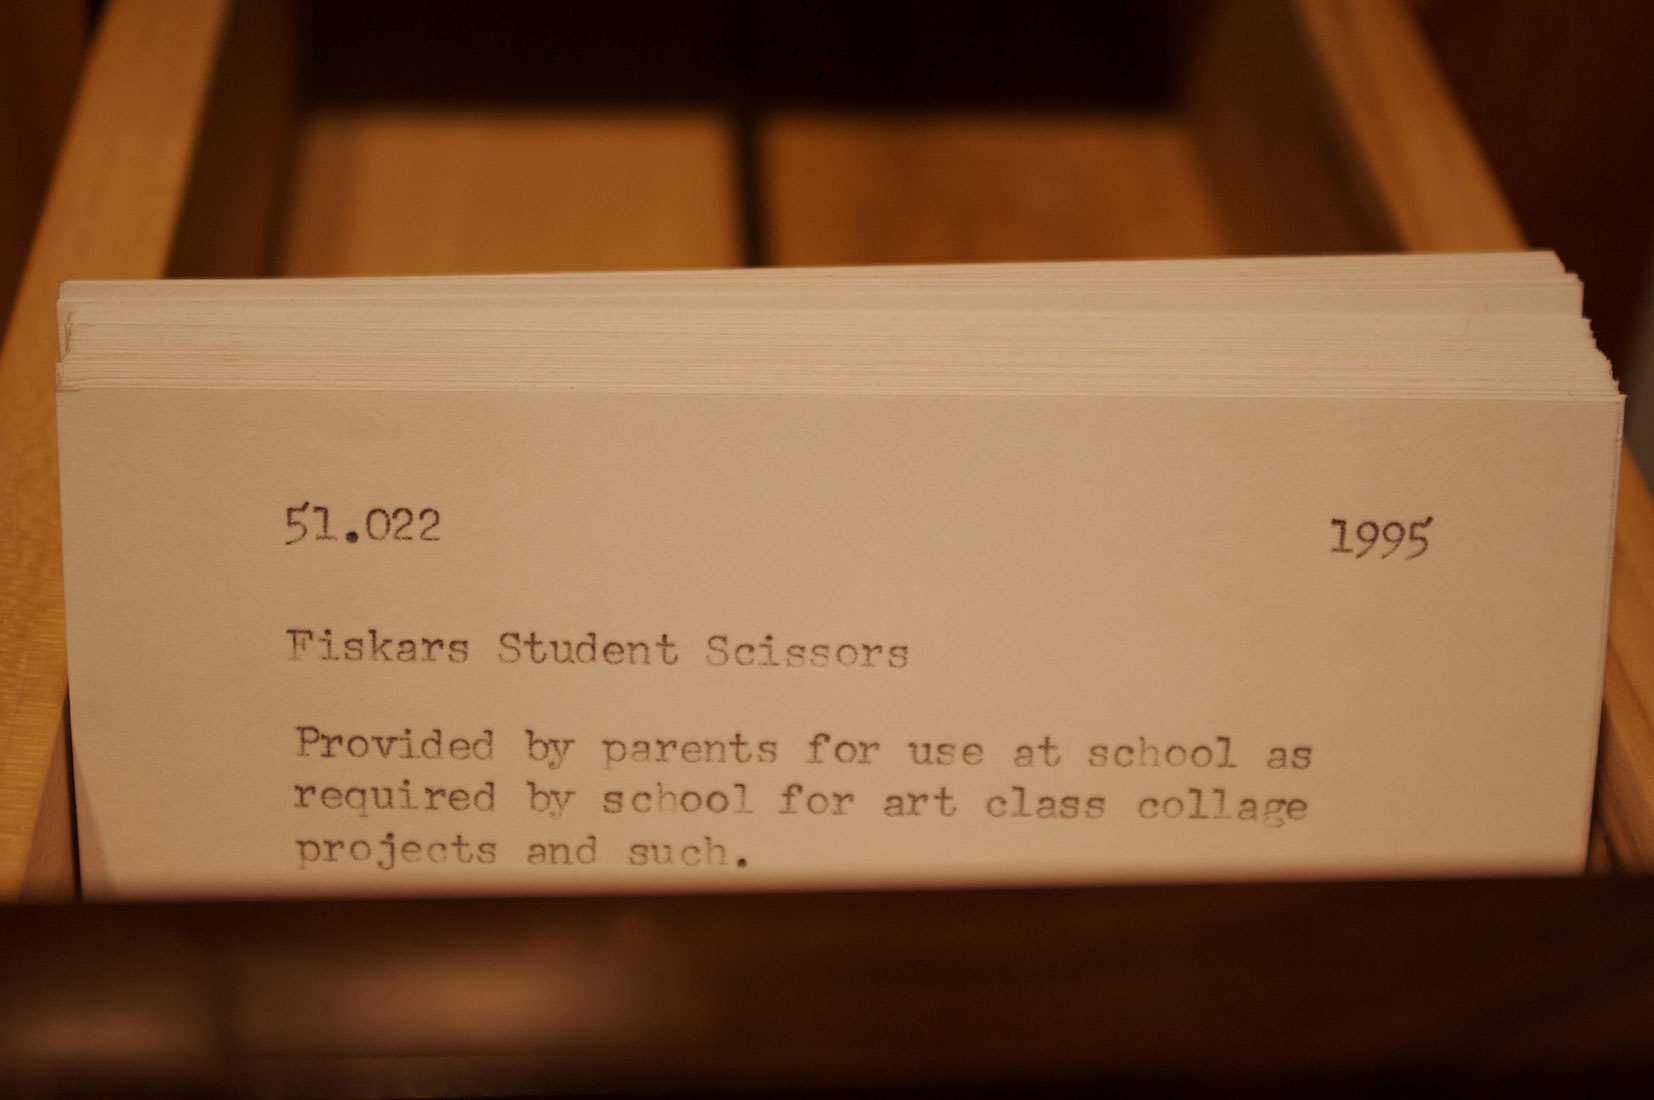 51.022 1995
Fiskars Student Scissors
Provided by parents for use at school as
required by school for art class collage
projects and such.